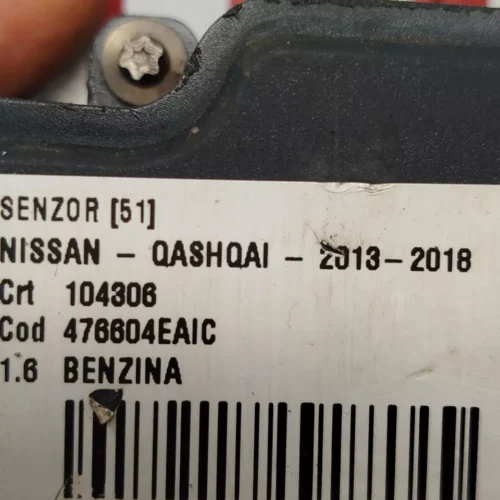 SENZOR [51]
NISSAN - QASHQAI - 2013-2018
Crt 104306
Cod 476604EAIC
1.6 BENZINA